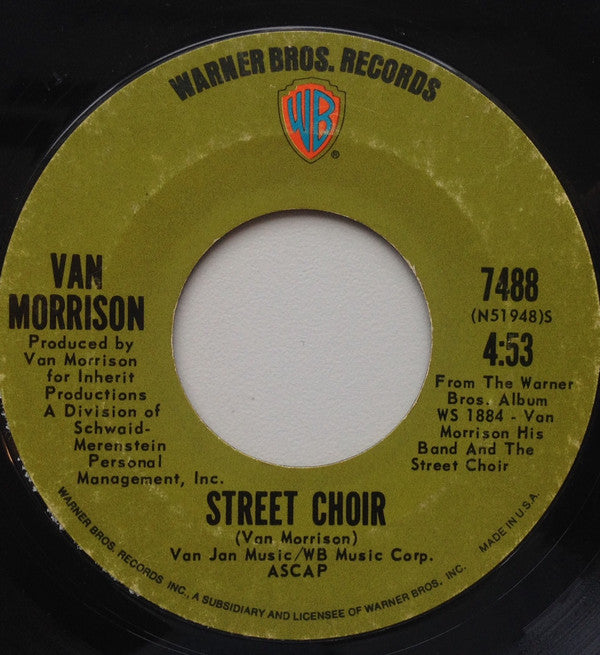 WARNER BROS. RECORDS
WB
®
VAN
MORRISON
Produced by
Van Morrison
for Inherit
Productions
A Division of
Schwaid-
Merenstein
Personal
Management, Inc.
7488
(N51948)S
4:53
From The Warner
Bros. Album
WS 1884 - Van
Morrison His
Band And The
Street Choir
STREET CHOIR
(Van Morrison)
Van Jan Music/WB Music Corp.
ASCAP
WARNER BROS. RECORDS INC., A SUBSIDIARY AND LICENSEE OF WARNER BROS. INC.
MADE IN U.S.A.